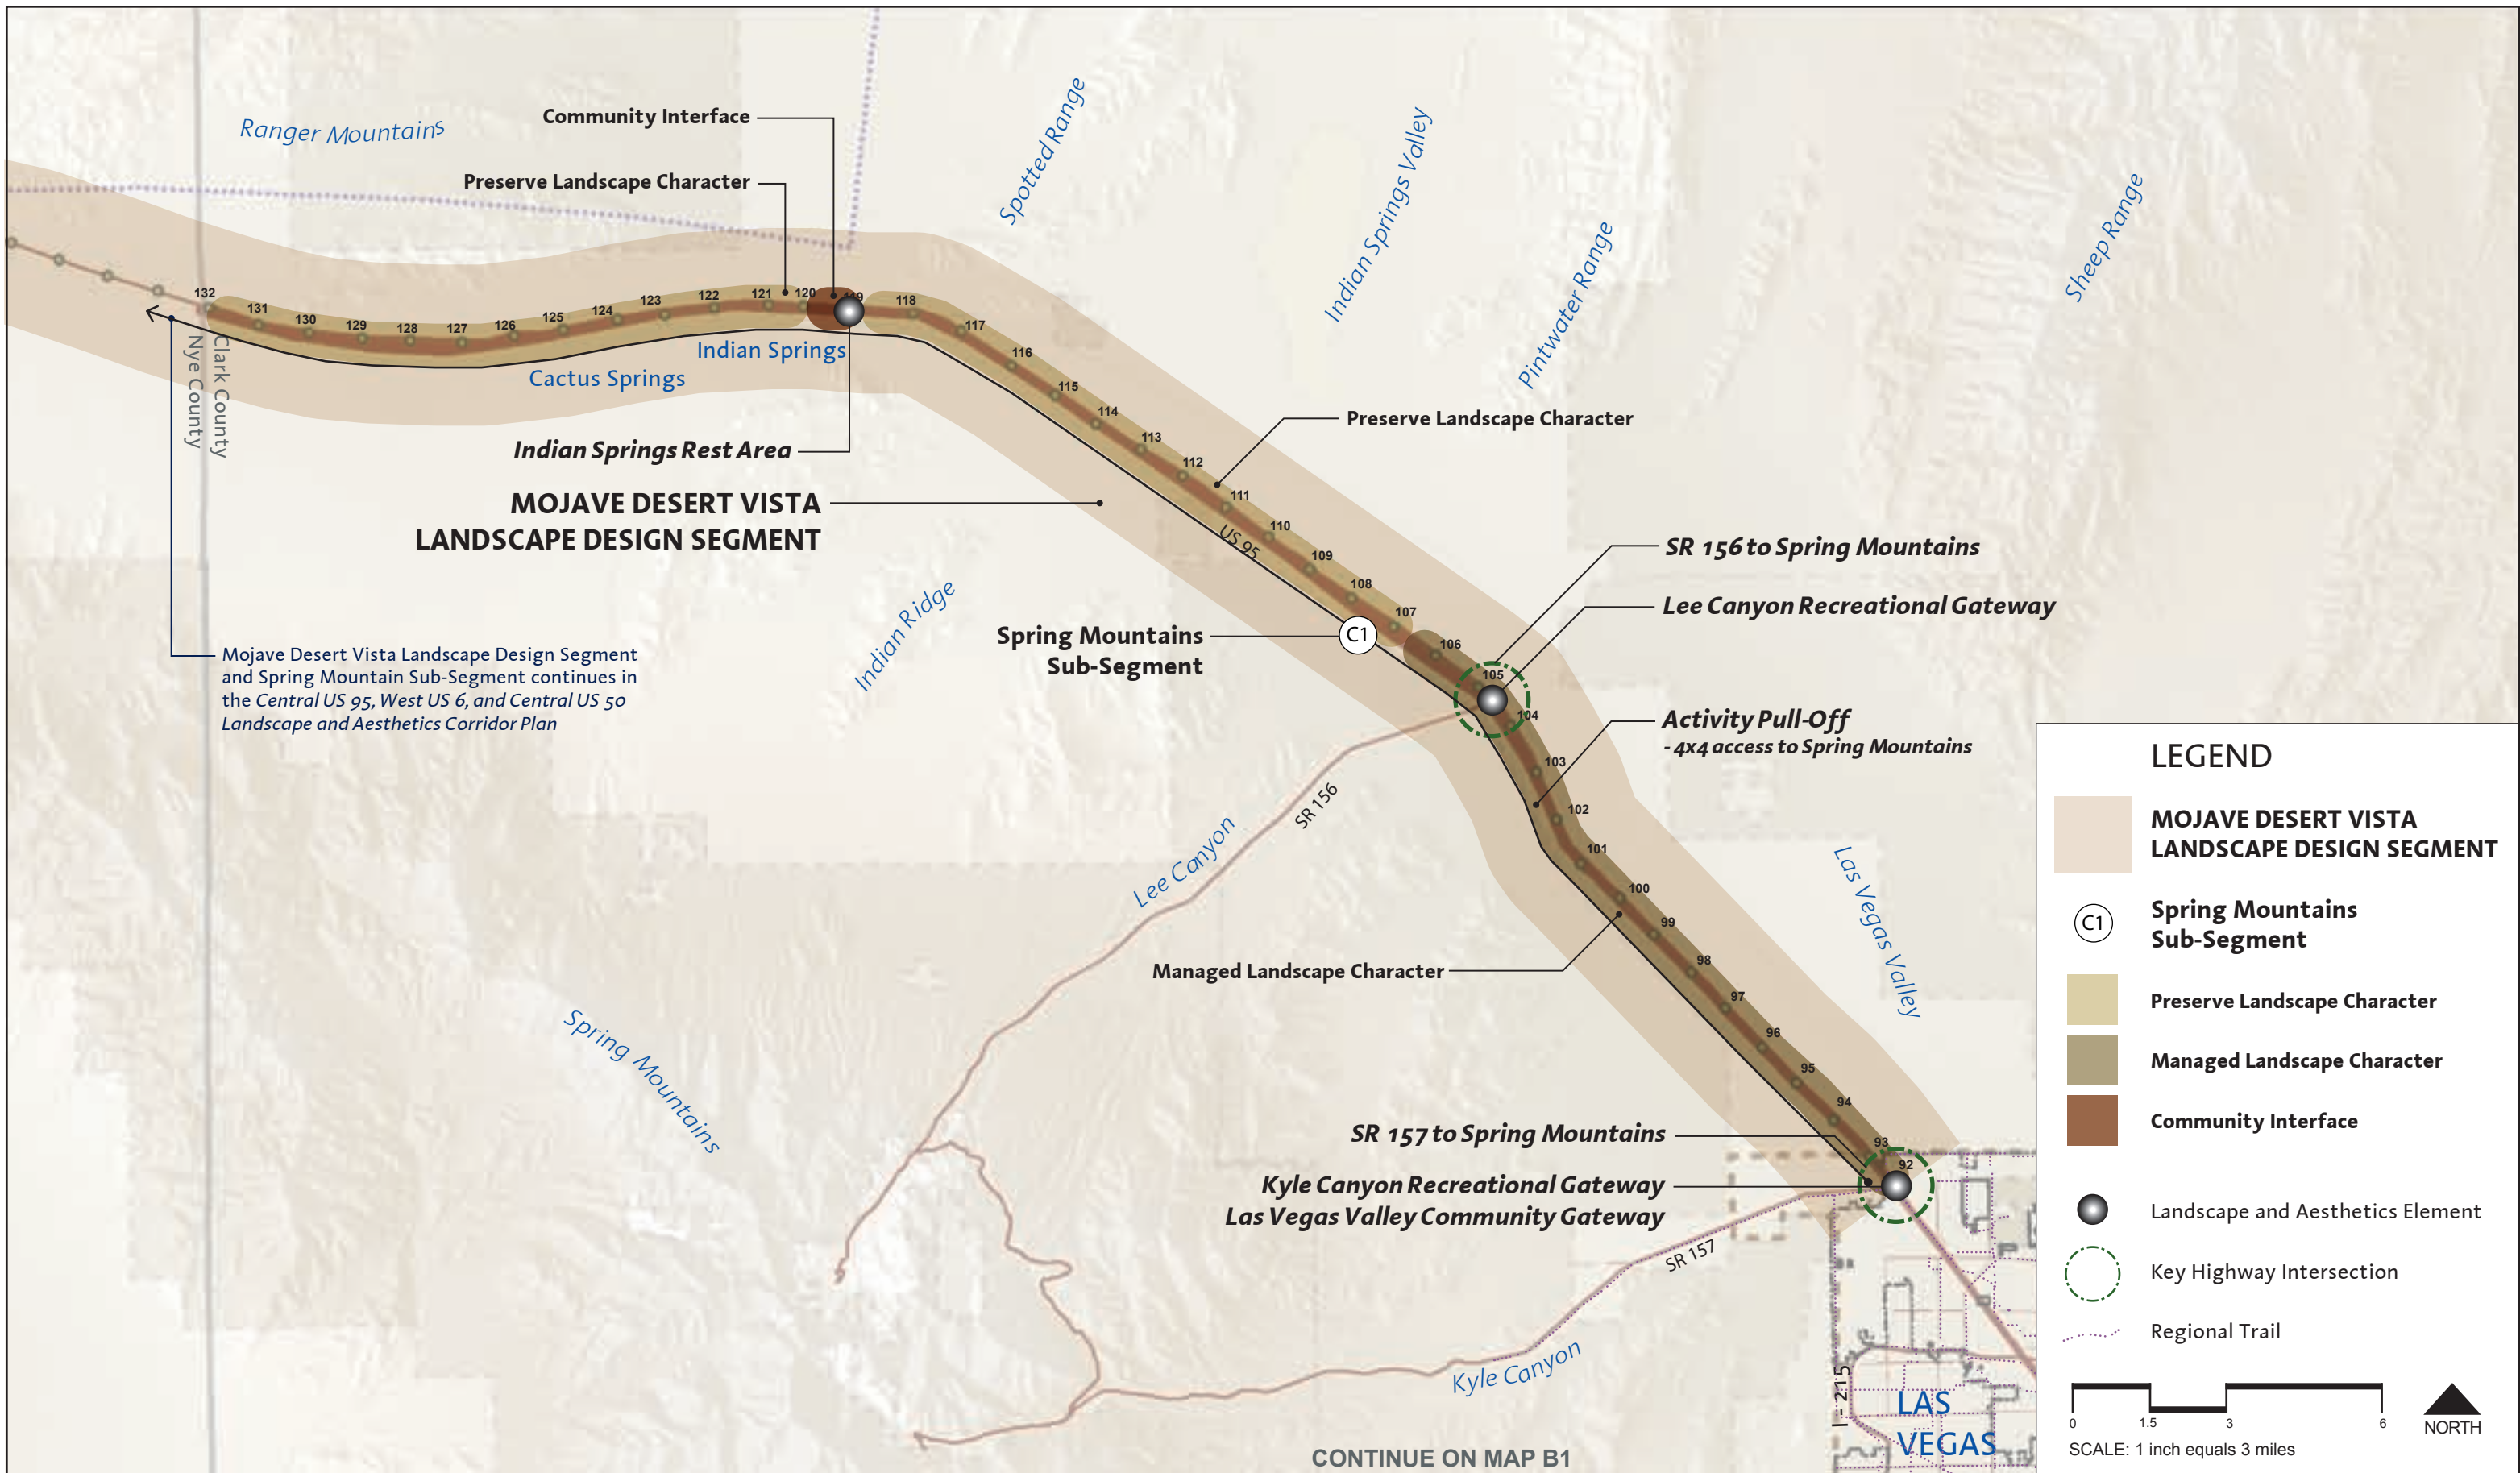 Community Interface
Ranger Mountains
Preserve Landscape Character
Spotted Range
Indian Springs Valley
Pintwater Range
Sheep Range
132
131
130
129
128
127
126
125
124
123
122
121
120
119
118
117
116
115
114
113
112
111
110
109
108
107
106
105
104
103
102
101
100
99
98
97
96
95
94
93
92
Clark County
Nye County
Indian Springs
Cactus Springs
Indian Springs Rest Area
Preserve Landscape Character
MOJAVE DESERT VISTA
LANDSCAPE DESIGN SEGMENT
US 95
SR 156 to Spring Mountains
Lee Canyon Recreational Gateway
Indian Ridge
Spring Mountains
Sub-Segment
C1
Mojave Desert Vista Landscape Design Segment
and Spring Mountain Sub-Segment continues in
the Central US 95, West US 6, and Central US 50
Landscape and Aesthetics Corridor Plan
Activity Pull-Off
- 4x4 access to Spring Mountains
SR 156
Lee Canyon
Las Vegas Valley
Managed Landscape Character
Spring Mountains
SR 157 to Spring Mountains
Kyle Canyon Recreational Gateway
Las Vegas Valley Community Gateway
SR 157
Kyle Canyon
I - 215
LAS
VEGAS
CONTINUE ON MAP B1
LEGEND
MOJAVE DESERT VISTA
LANDSCAPE DESIGN SEGMENT
C1
Spring Mountains
Sub-Segment
Preserve Landscape Character
Managed Landscape Character
Community Interface
Landscape and Aesthetics Element
Key Highway Intersection
Regional Trail
0 1.5 3 6
NORTH
SCALE: 1 inch equals 3 miles